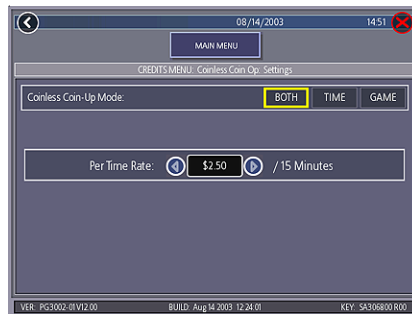 08/14/2003 14:51
MAIN MENU
CREDITS MENU: Coinless Coin Op: Settings
Coinless Coin-Up Mode: BOTH TIME GAME
Per Time Rate: $2.50 / 15 Minutes
VER: PG3002-01V12.00 BUILD: Aug 14 2003 12:24:01 KEY: SA306800 R00